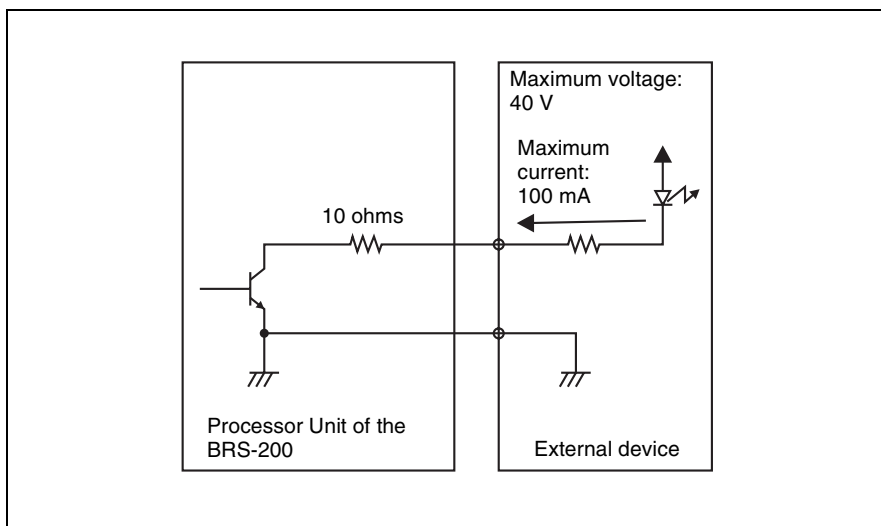 Maximum voltage:
40 V
Maximum
current:
100 mA
10 ohms
Processor Unit of the
BRS-200
External device